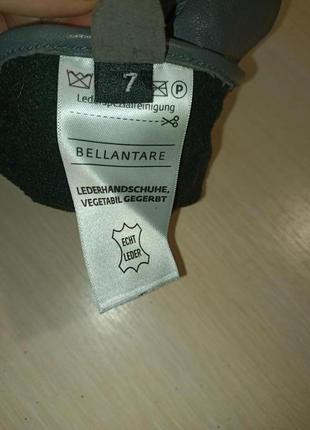 7
P
Lederspezialreinigung
BELLANTARE
LEDERHANDSCHUHE,
VEGETABIL GEGERBT
ECHT
LEDER